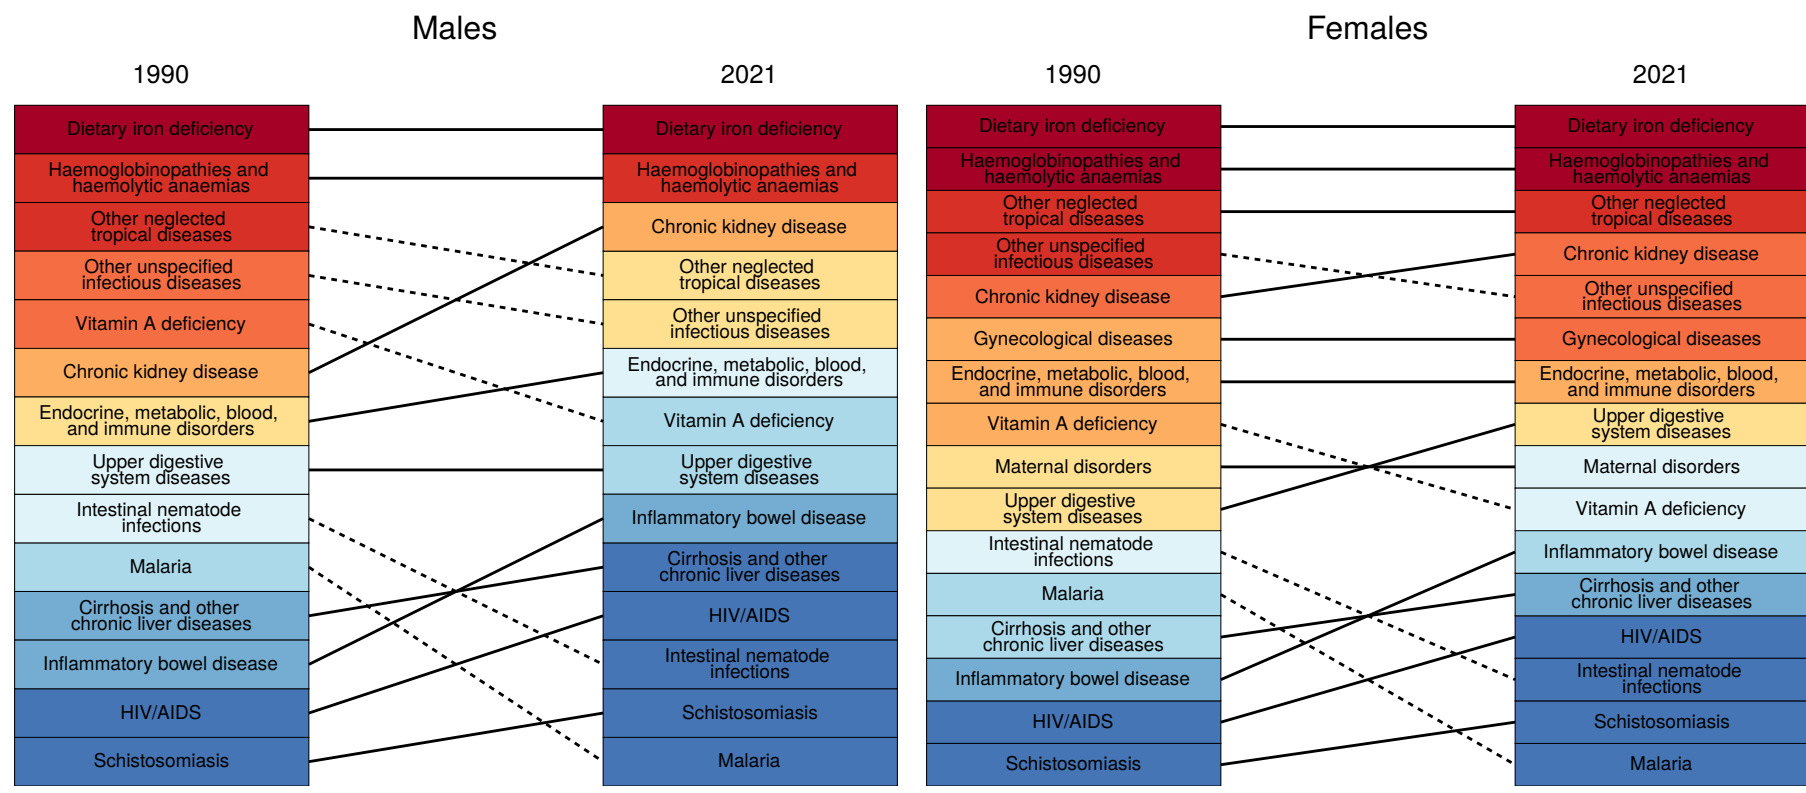 Males
1990
2021
Dietary iron deficiency
Haemoglobinopathies and
haemolytic anaemias
Other neglected
tropical diseases
Other unspecified
infectious diseases
Vitamin A deficiency
Chronic kidney disease
Endocrine, metabolic, blood,
and immune disorders
Upper digestive
system diseases
Intestinal nematode
infections
Malaria
Cirrhosis and other
chronic liver diseases
Inflammatory bowel disease
HIV/AIDS
Schistosomiasis
Dietary iron deficiency
Haemoglobinopathies and
haemolytic anaemias
Chronic kidney disease
Other neglected
tropical diseases
Other unspecified
infectious diseases
Endocrine, metabolic, blood,
and immune disorders
Vitamin A deficiency
Upper digestive
system diseases
Inflammatory bowel disease
Cirrhosis and other
chronic liver diseases
HIV/AIDS
Intestinal nematode
infections
Schistosomiasis
Malaria
Females
1990
2021
Dietary iron deficiency
Haemoglobinopathies and
haemolytic anaemias
Other neglected
tropical diseases
Other unspecified
infectious diseases
Chronic kidney disease
Gynecological diseases
Endocrine, metabolic, blood,
and immune disorders
Vitamin A deficiency
Maternal disorders
Upper digestive
system diseases
Intestinal nematode
infections
Malaria
Cirrhosis and other
chronic liver diseases
Inflammatory bowel disease
HIV/AIDS
Schistosomiasis
Dietary iron deficiency
Haemoglobinopathies and
haemolytic anaemias
Other neglected
tropical diseases
Chronic kidney disease
Other unspecified
infectious diseases
Gynecological diseases
Endocrine, metabolic, blood,
and immune disorders
Upper digestive
system diseases
Maternal disorders
Vitamin A deficiency
Inflammatory bowel disease
Cirrhosis and other
chronic liver diseases
HIV/AIDS
Intestinal nematode
infections
Schistosomiasis
Malaria